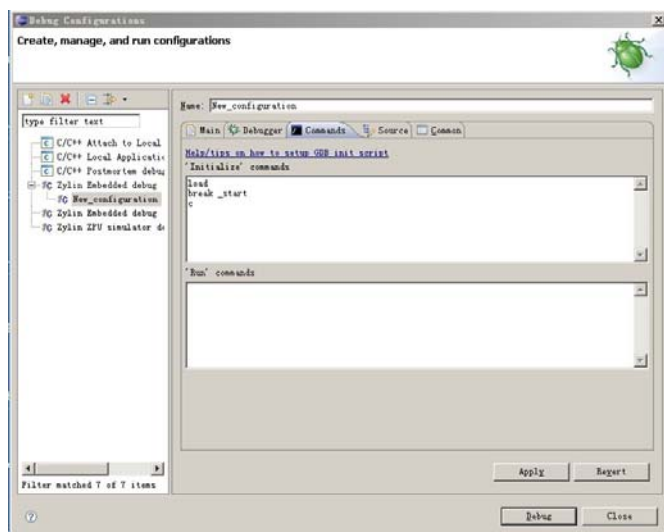 Debug Configurations
Create, manage, and run configurations
type filter text
C/C++ Attach to Local
C/C++ Local Applicatic
C/C++ Postmortem debug
Zylin Embedded debug
New_configuration
Zylin Embedded debug
Zylin ZPU simulator de
Filter matched 7 of 7 items
Name: New_configuration
Main Debugger Commands Source Common
Help/tips on how to setup GDB init script
'Initialize' commands
load
break _start
c
'Run' commands
Apply Revert
Debug Close